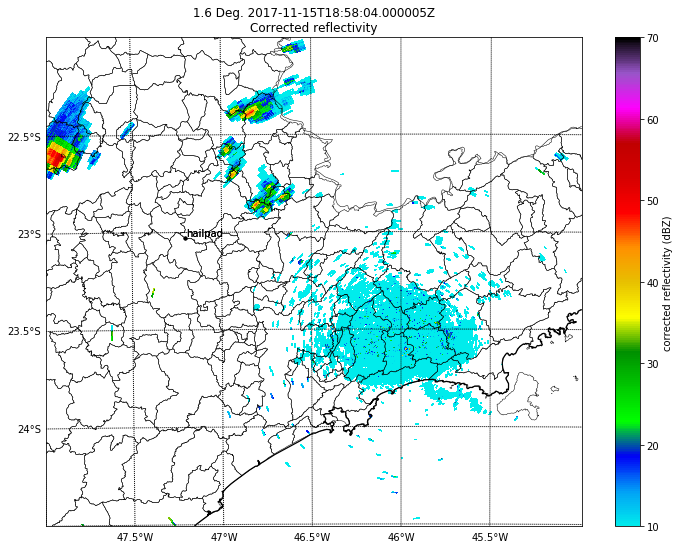 1.6 Deg. 2017-11-15T18:58:04.000005Z
Corrected reflectivity
22.5°S
23°S
23.5°S
24°S
47.5°W
47°W
46.5°W
46°W
45.5°W
hailpad
70
60
50
40
30
20
10
corrected reflectivity (dBZ)